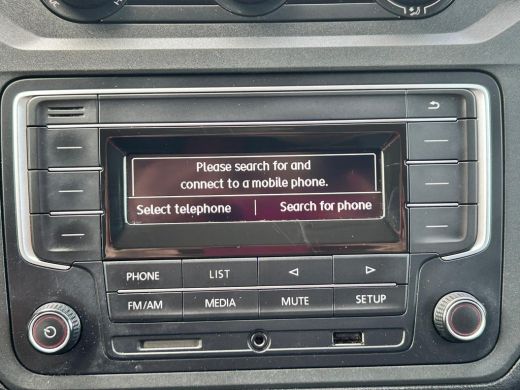 Please search for and
connect to a mobile phone.
Select telephone | Search for phone
PHONE LIST
FM/AM MEDIA MUTE SETUP